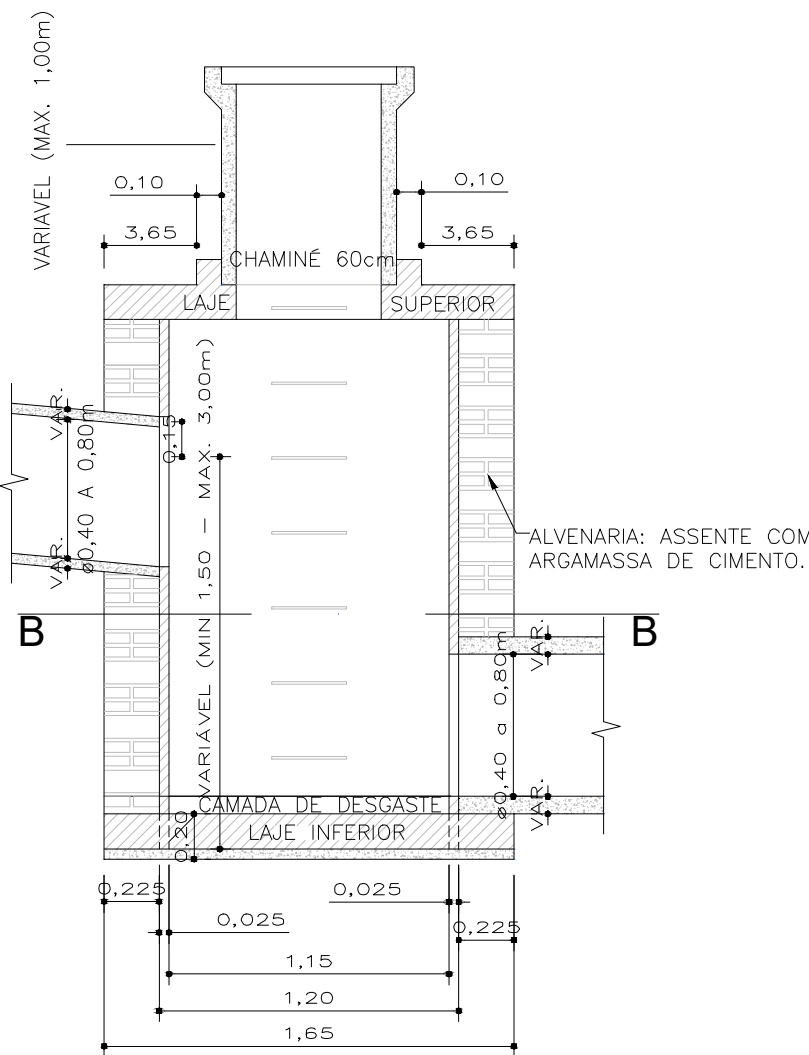 VARIAVEL (MAX. 1,00m)
0,10
0,10
3,65
3,65
CHAMINÉ 60cm
LAJE
SUPERIOR
VAR.
ø0,40 A 0,80m
VAR.
0,15
VARIÁVEL (MIN 1,50 – MAX. 3,00m)
ALVENARIA: ASSENTE COM
ARGAMASSA DE CIMENTO.
B
B
VAR.
ø0,40 a 0,80m
VAR.
CAMADA DE DESGASTE
LAJE INFERIOR
0,20
0,225
0,025
0,025
0,225
1,15
1,20
1,65